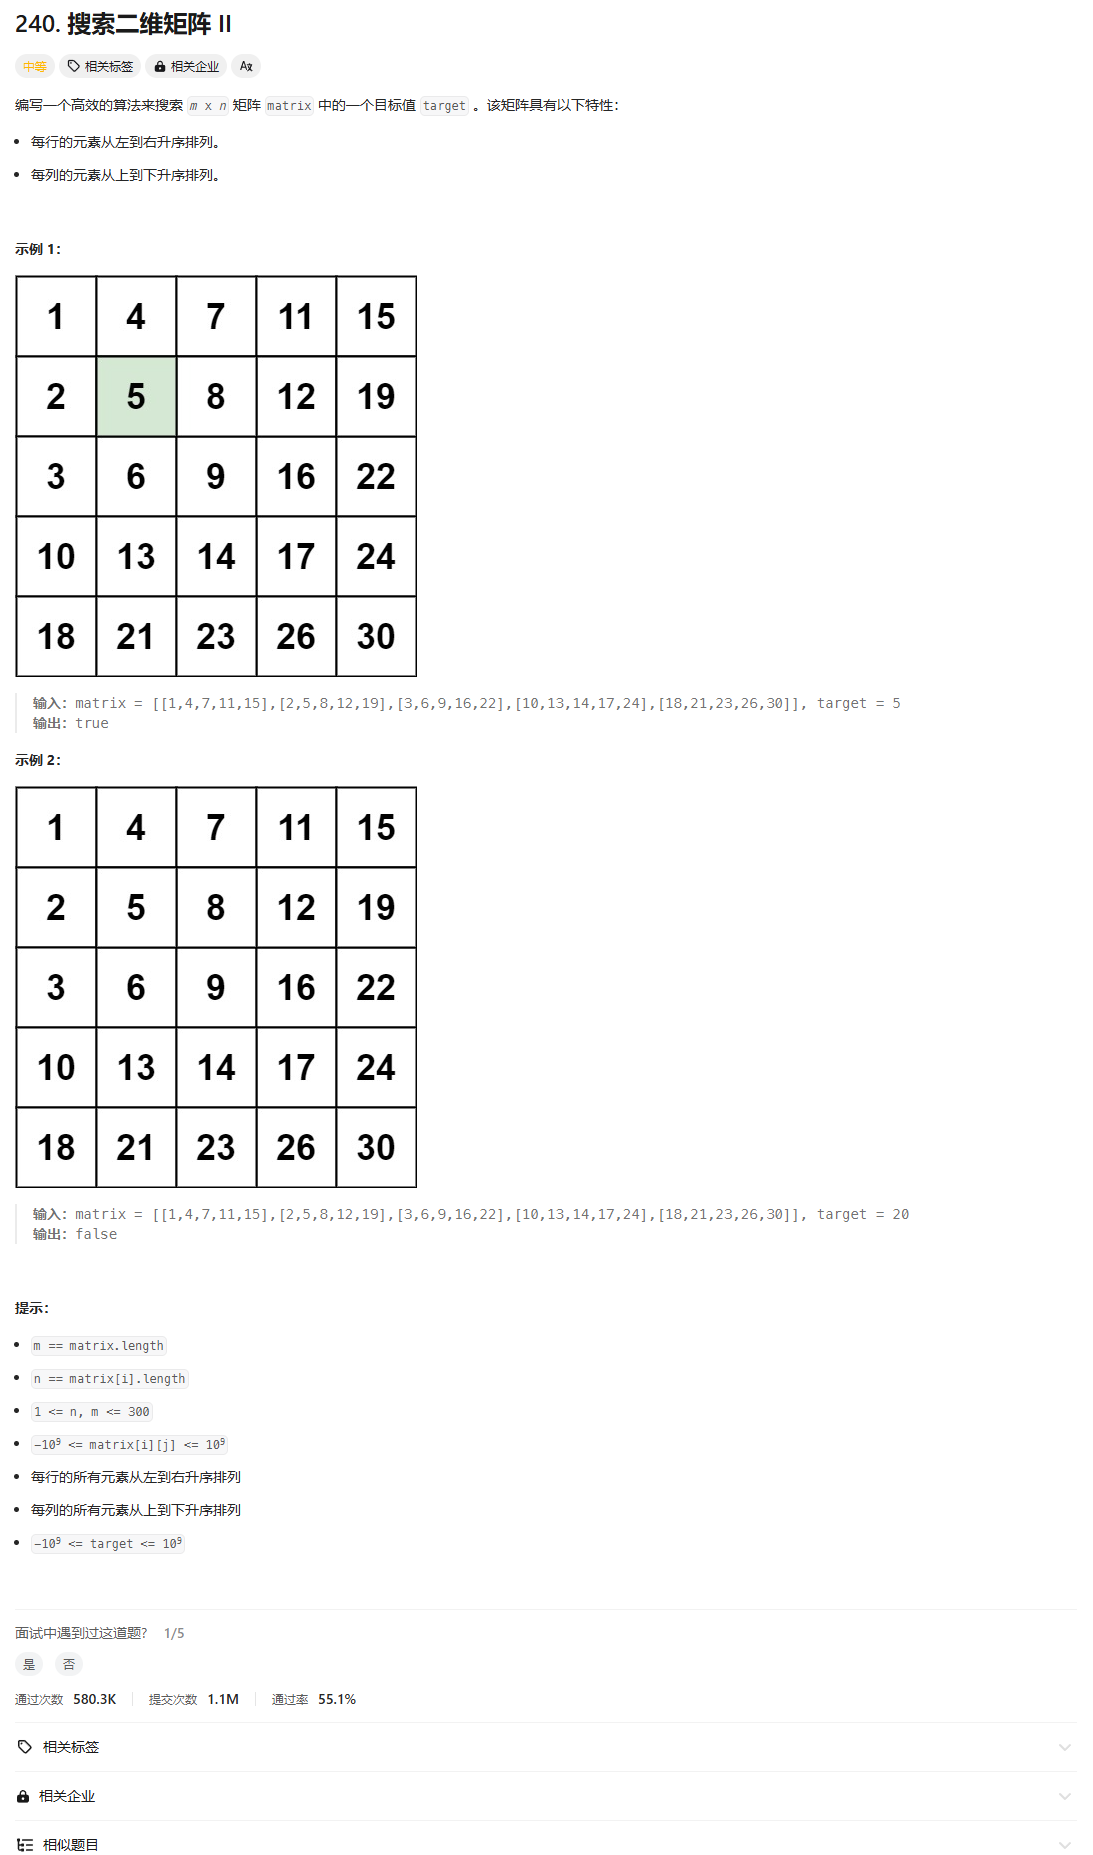 240. 搜索二维矩阵 II
中等 相关标签 相关企业 A文
编写一个高效的算法来搜索 m x n 矩阵 matrix 中的一个目标值 target 。该矩阵具有以下特性：
每行的元素从左到右升序排列。
每列的元素从上到下升序排列。
示例 1：
1 4 7 11 15
2 5 8 12 19
3 6 9 16 22
10 13 14 17 24
18 21 23 26 30
输入：matrix = [[1,4,7,11,15],[2,5,8,12,19],[3,6,9,16,22],[10,13,14,17,24],[18,21,23,26,30]], target = 5
输出：true
示例 2：
1 4 7 11 15
2 5 8 12 19
3 6 9 16 22
10 13 14 17 24
18 21 23 26 30
输入：matrix = [[1,4,7,11,15],[2,5,8,12,19],[3,6,9,16,22],[10,13,14,17,24],[18,21,23,26,30]], target = 20
输出：false
提示：
m == matrix.length
n == matrix[i].length
1 <= n, m <= 300
-10⁹ <= matrix[i][j] <= 10⁹
每行的所有元素从左到右升序排列
每列的所有元素从上到下升序排列
-10⁹ <= target <= 10⁹
面试中遇到过这道题? 1/5
是 否
通过次数 580.3K 提交次数 1.1M 通过率 55.1%
相关标签
相关企业
相似题目